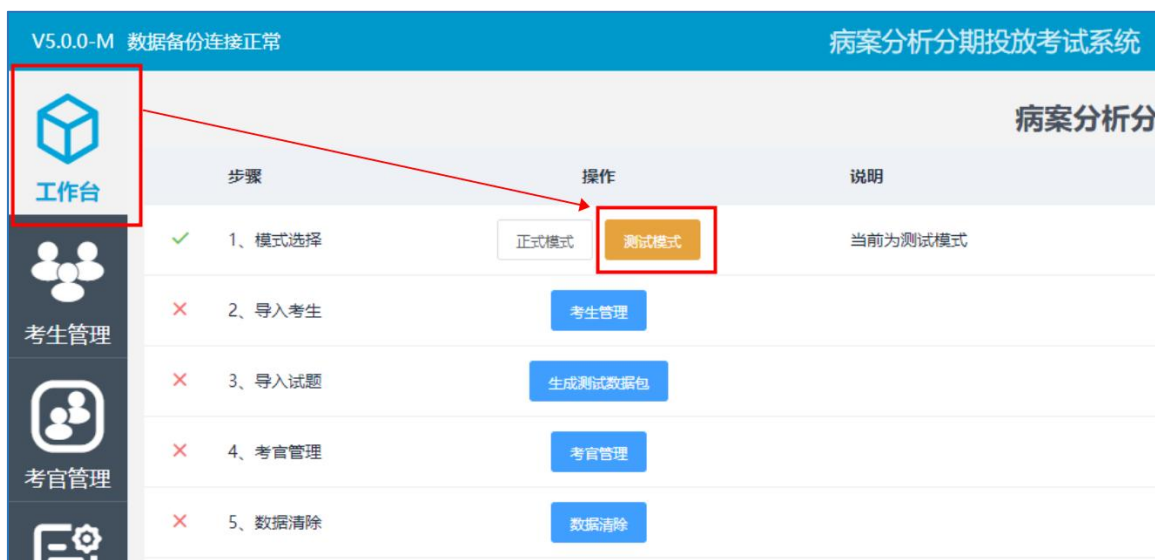 V5.0.0-M 数据备份连接正常 病案分析分期投放考试系统
工作台
考生管理
考官管理
病案分析分
步骤 操作 说明
1、模式选择 正式模式 测试模式 当前为测试模式
2、导入考生 考生管理
3、导入试题 生成测试数据包
4、考官管理 考官管理
5、数据清除 数据清除